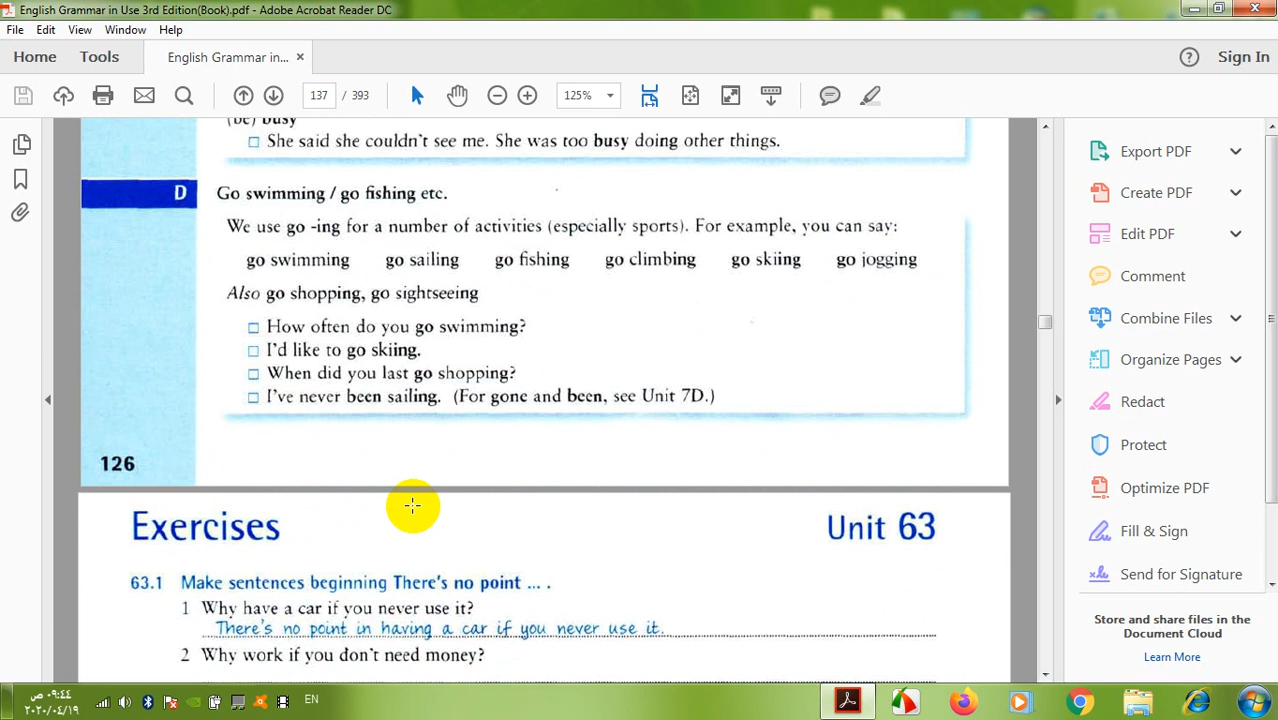 English Grammar in Use 3rd Edition(Book).pdf - Adobe Acrobat Reader DC
File Edit View Window Help
Home Tools English Grammar in... × Sign In
137 / 393 125%
(be) busy
She said she couldn't see me. She was too busy doing other things.
D Go swimming / go fishing etc.
We use go -ing for a number of activities (especially sports). For example, you can say:
go swimming go sailing go fishing go climbing go skiing go jogging
Also go shopping, go sightseeing
How often do you go swimming?
I'd like to go skiing.
When did you last go shopping?
I've never been sailing. (For gone and been, see Unit 7D.)
126
Exercises Unit 63
63.1 Make sentences beginning There's no point ... .
1 Why have a car if you never use it?
There's no point in having a car if you never use it.
2 Why work if you don't need money?
Export PDF
Create PDF
Edit PDF
Comment
Combine Files
Organize Pages
Redact
Protect
Optimize PDF
Fill & Sign
Send for Signature
Store and share files in the
Document Cloud
Learn More
EN
٠٩:٤٤ ص
٢٠٢٠/٠٤/١٩